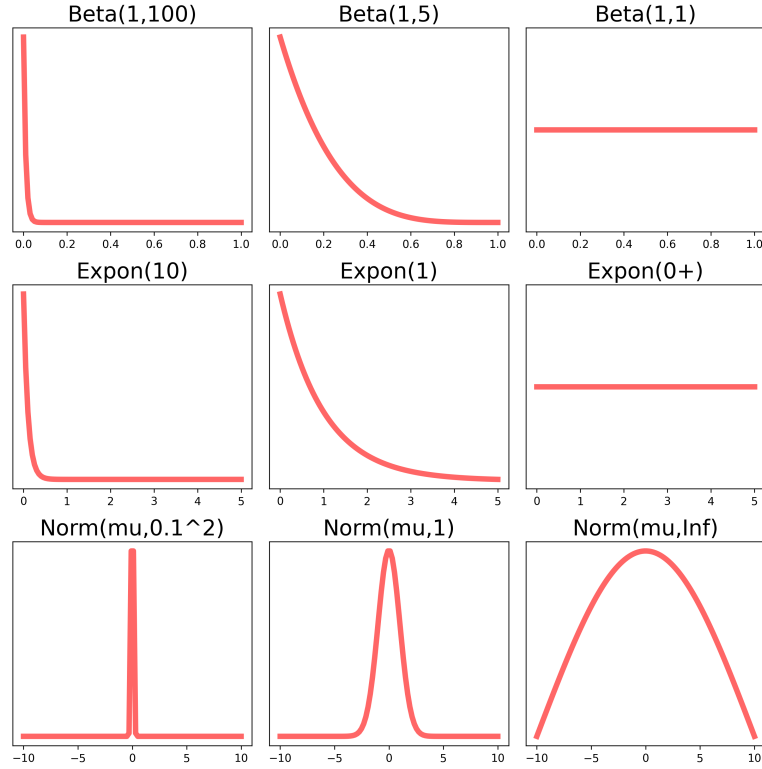 Beta(1,100) Beta(1,5) Beta(1,1)
0.0 0.2 0.4 0.6 0.8 1.0 0.0 0.2 0.4 0.6 0.8 1.0 0.0 0.2 0.4 0.6 0.8 1.0
Expon(10) Expon(1) Expon(0+)
0 1 2 3 4 5 0 1 2 3 4 5 0 1 2 3 4 5
Norm(mu,0.1^2) Norm(mu,1) Norm(mu,Inf)
−10 −5 0 5 10 −10 −5 0 5 10 −10 −5 0 5 10